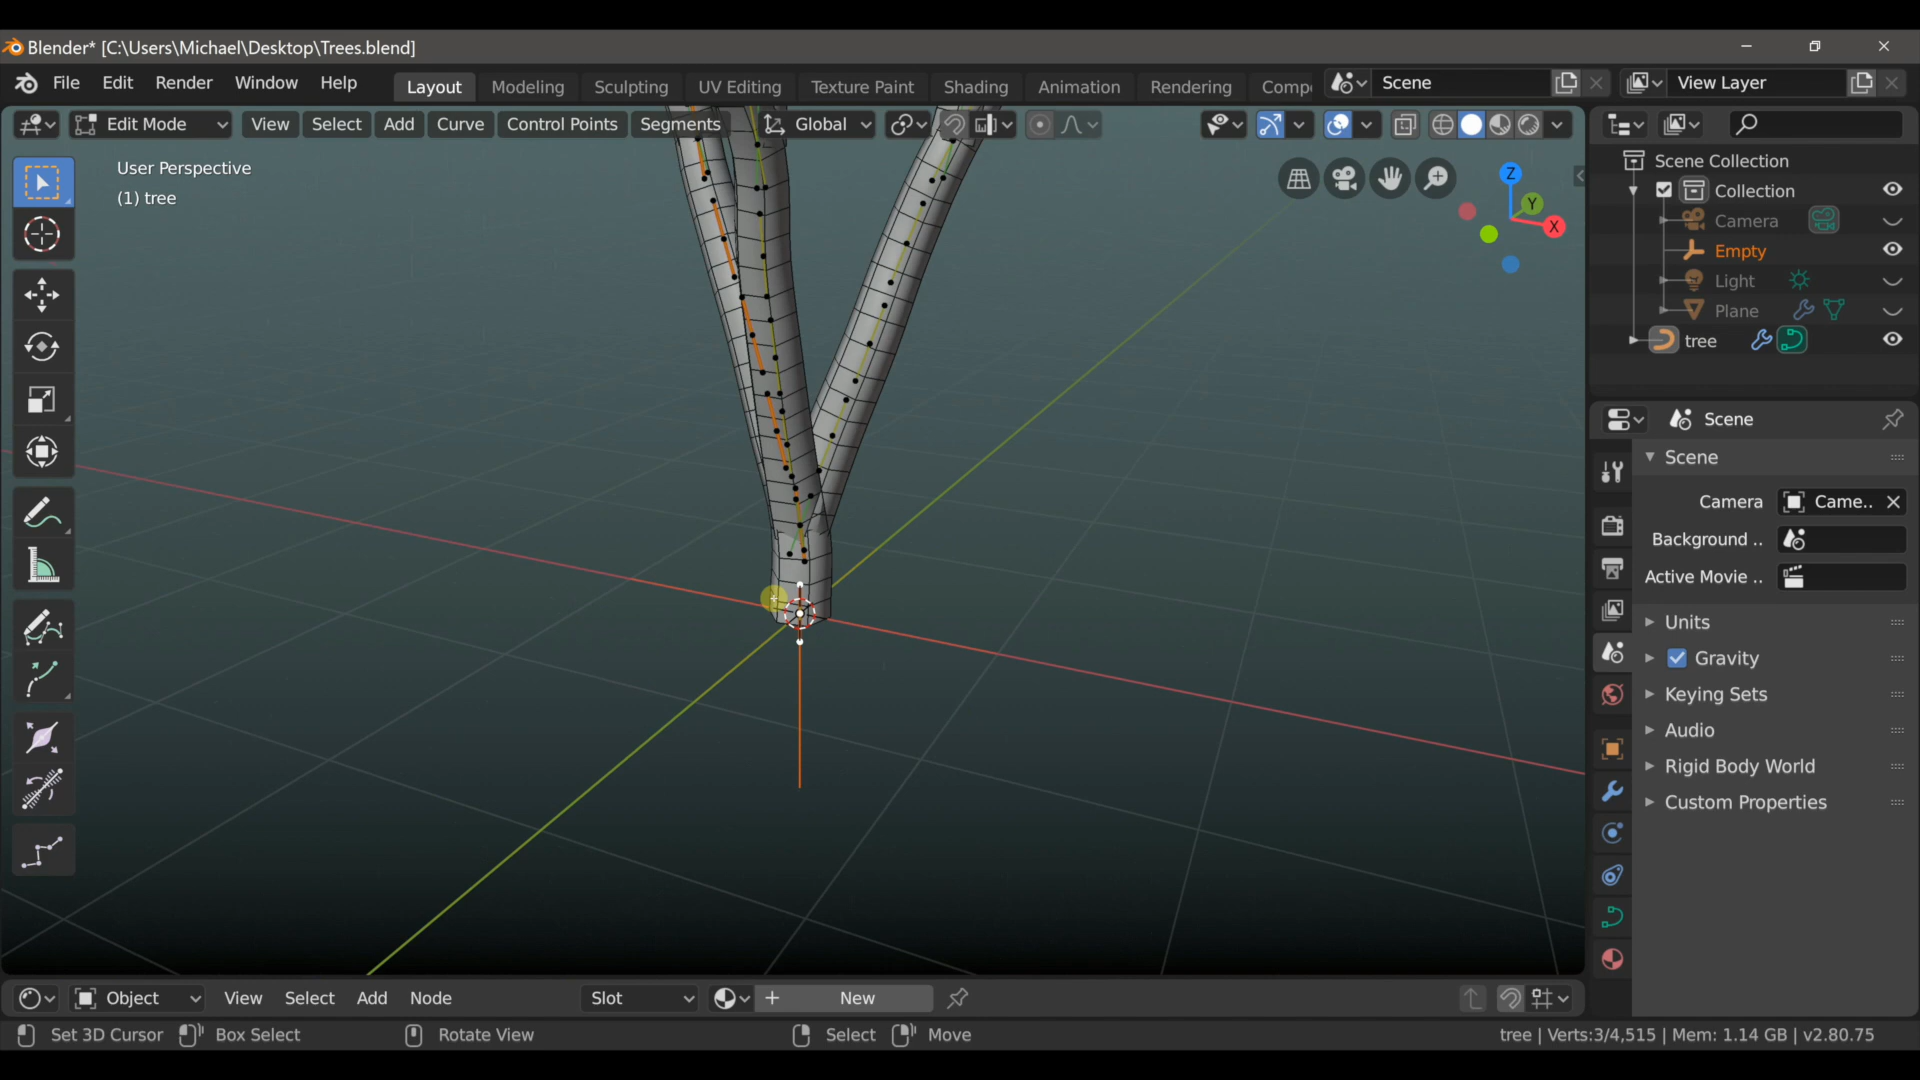 Blender* [C:\Users\Michael\Desktop\Trees.blend]
File Edit Render Window Help Layout Modeling Sculpting UV Editing Texture Paint Shading Animation Rendering Comp Scene View Layer
Edit Mode View Select Add Curve Control Points Segments Global
User Perspective
(1) tree
Z
Y
X
Scene Collection
Collection
Camera
Empty
Light
Plane
tree
Scene
Scene
Camera Came..
Background ..
Active Movie ..
Units
Gravity
Keying Sets
Audio
Rigid Body World
Custom Properties
Object View Select Add Node Slot New
Set 3D Cursor Box Select Rotate View Select Move tree | Verts:3/4,515 | Mem: 1.14 GB | v2.80.75